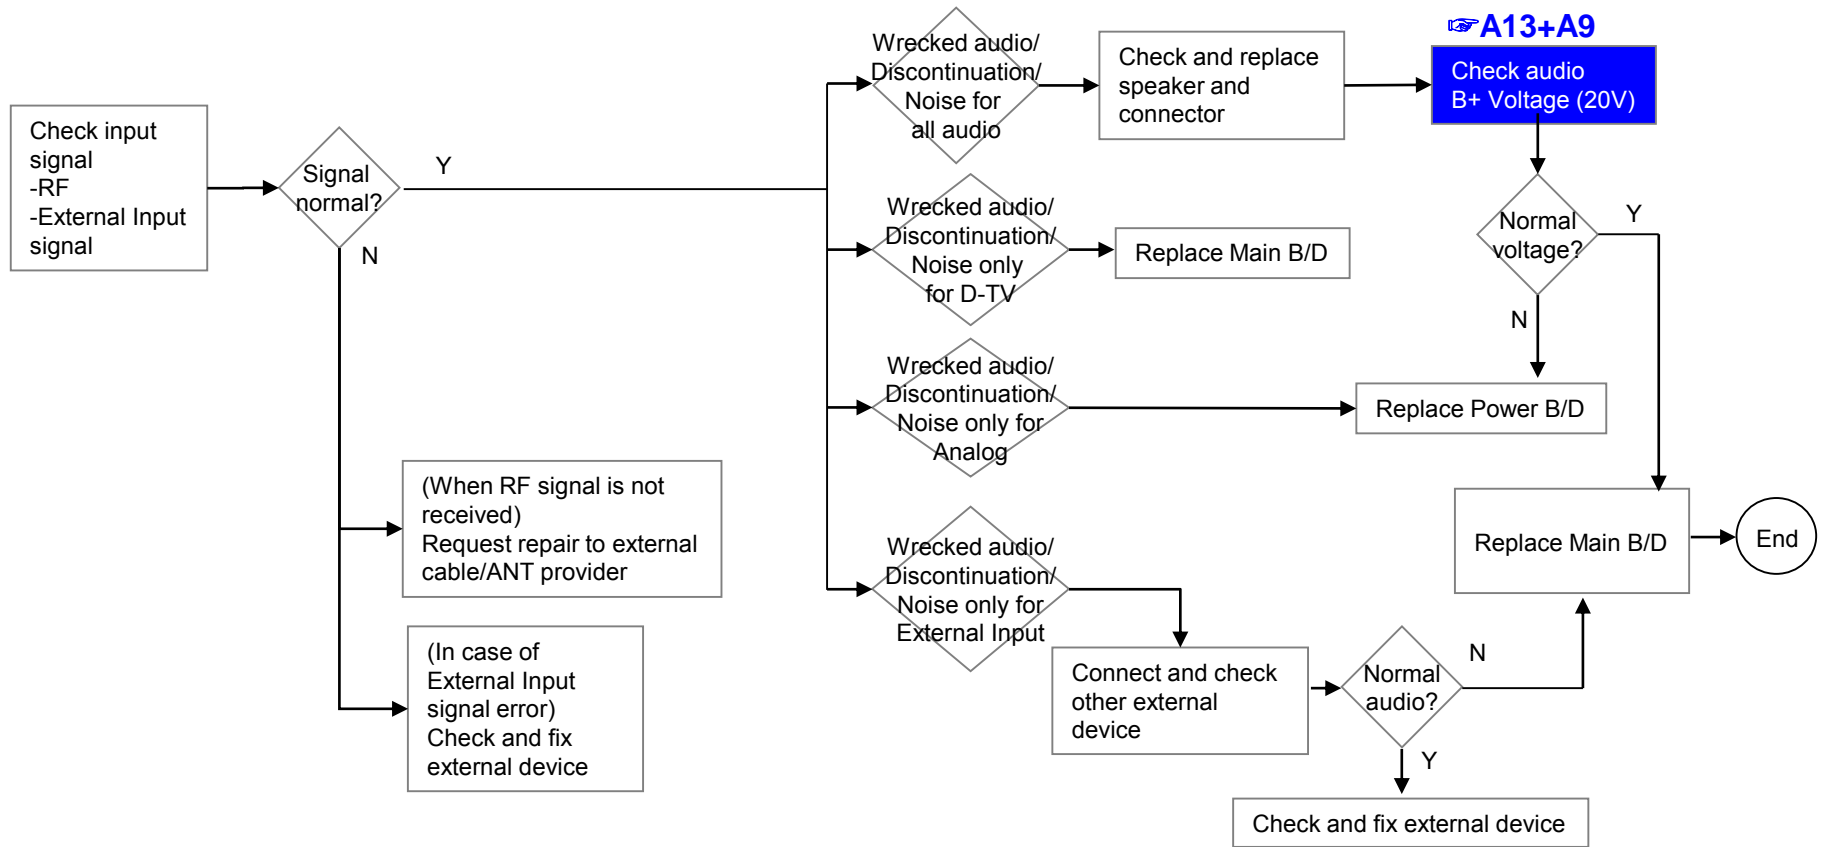 ☞A13+A9
Check input
signal
-RF
-External Input
signal
Signal
normal?
Y
N
(When RF signal is not
received)
Request repair to external
cable/ANT provider
(In case of
External Input
signal error)
Check and fix
external device
Wrecked audio/
Discontinuation/
Noise for
all audio
Check and replace
speaker and
connector
Check audio
B+ Voltage (20V)
Normal
voltage?
Y
N
Wrecked audio/
Discontinuation/
Noise only
for D-TV
Replace Main B/D
Wrecked audio/
Discontinuation/
Noise only for
Analog
Replace Power B/D
Wrecked audio/
Discontinuation/
Noise only for
External Input
Connect and check
other external
device
Normal
audio?
N
Y
Replace Main B/D
End
Check and fix external device